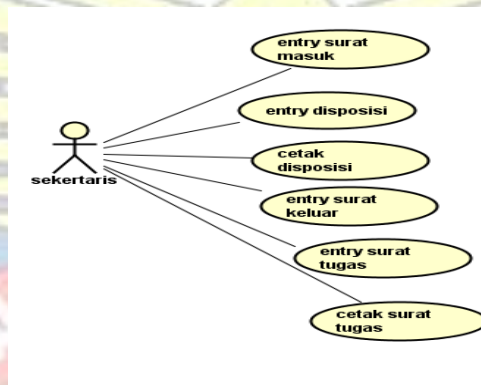 entry surat
masuk
entry disposisi
cetak
disposisi
sekertaris
entry surat
keluar
entry surat
tugas
cetak surat
tugas